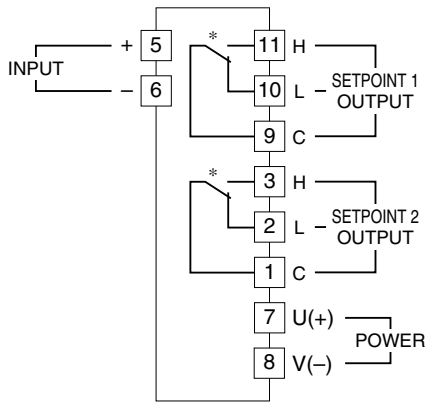 INPUT
+ 5
– 6
* 11 H
10 L
9 C
SETPOINT 1
OUTPUT
* 3 H
2 L
1 C
SETPOINT 2
OUTPUT
7 U(+)
8 V(–)
POWER